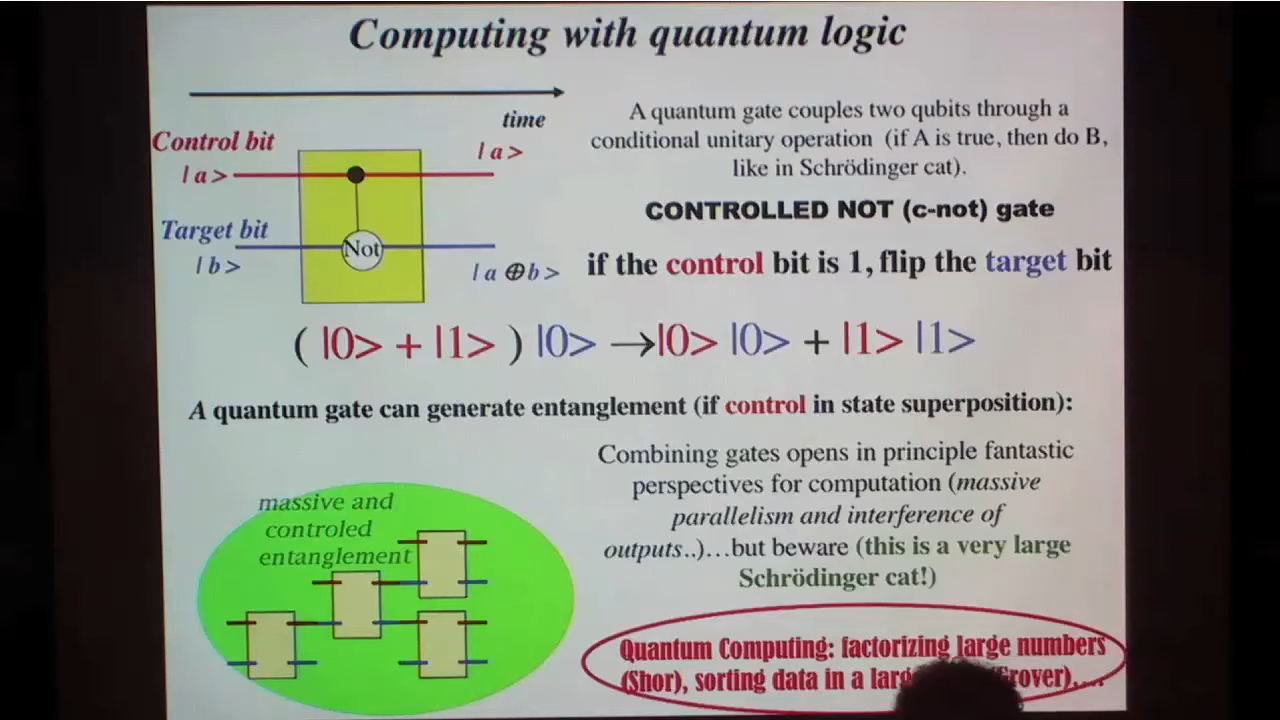 Computing with quantum logic
time
Control bit
|a>
|a>
Target bit
|b>
Not
|a ⊕ b>
A quantum gate couples two qubits through a
conditional unitary operation (if A is true, then do B,
like in Schrödinger cat).
CONTROLLED NOT (c-not) gate
if the control bit is 1, flip the target bit
( |0> + |1> ) |0> →|0> |0> + |1> |1>
A quantum gate can generate entanglement (if control in state superposition):
massive and
controled
entanglement
Combining gates opens in principle fantastic
perspectives for computation (massive
parallelism and interference of
outputs..)…but beware (this is a very large
Schrödinger cat!)
Quantum Computing: factorizing large numbers
(Shor), sorting data in a